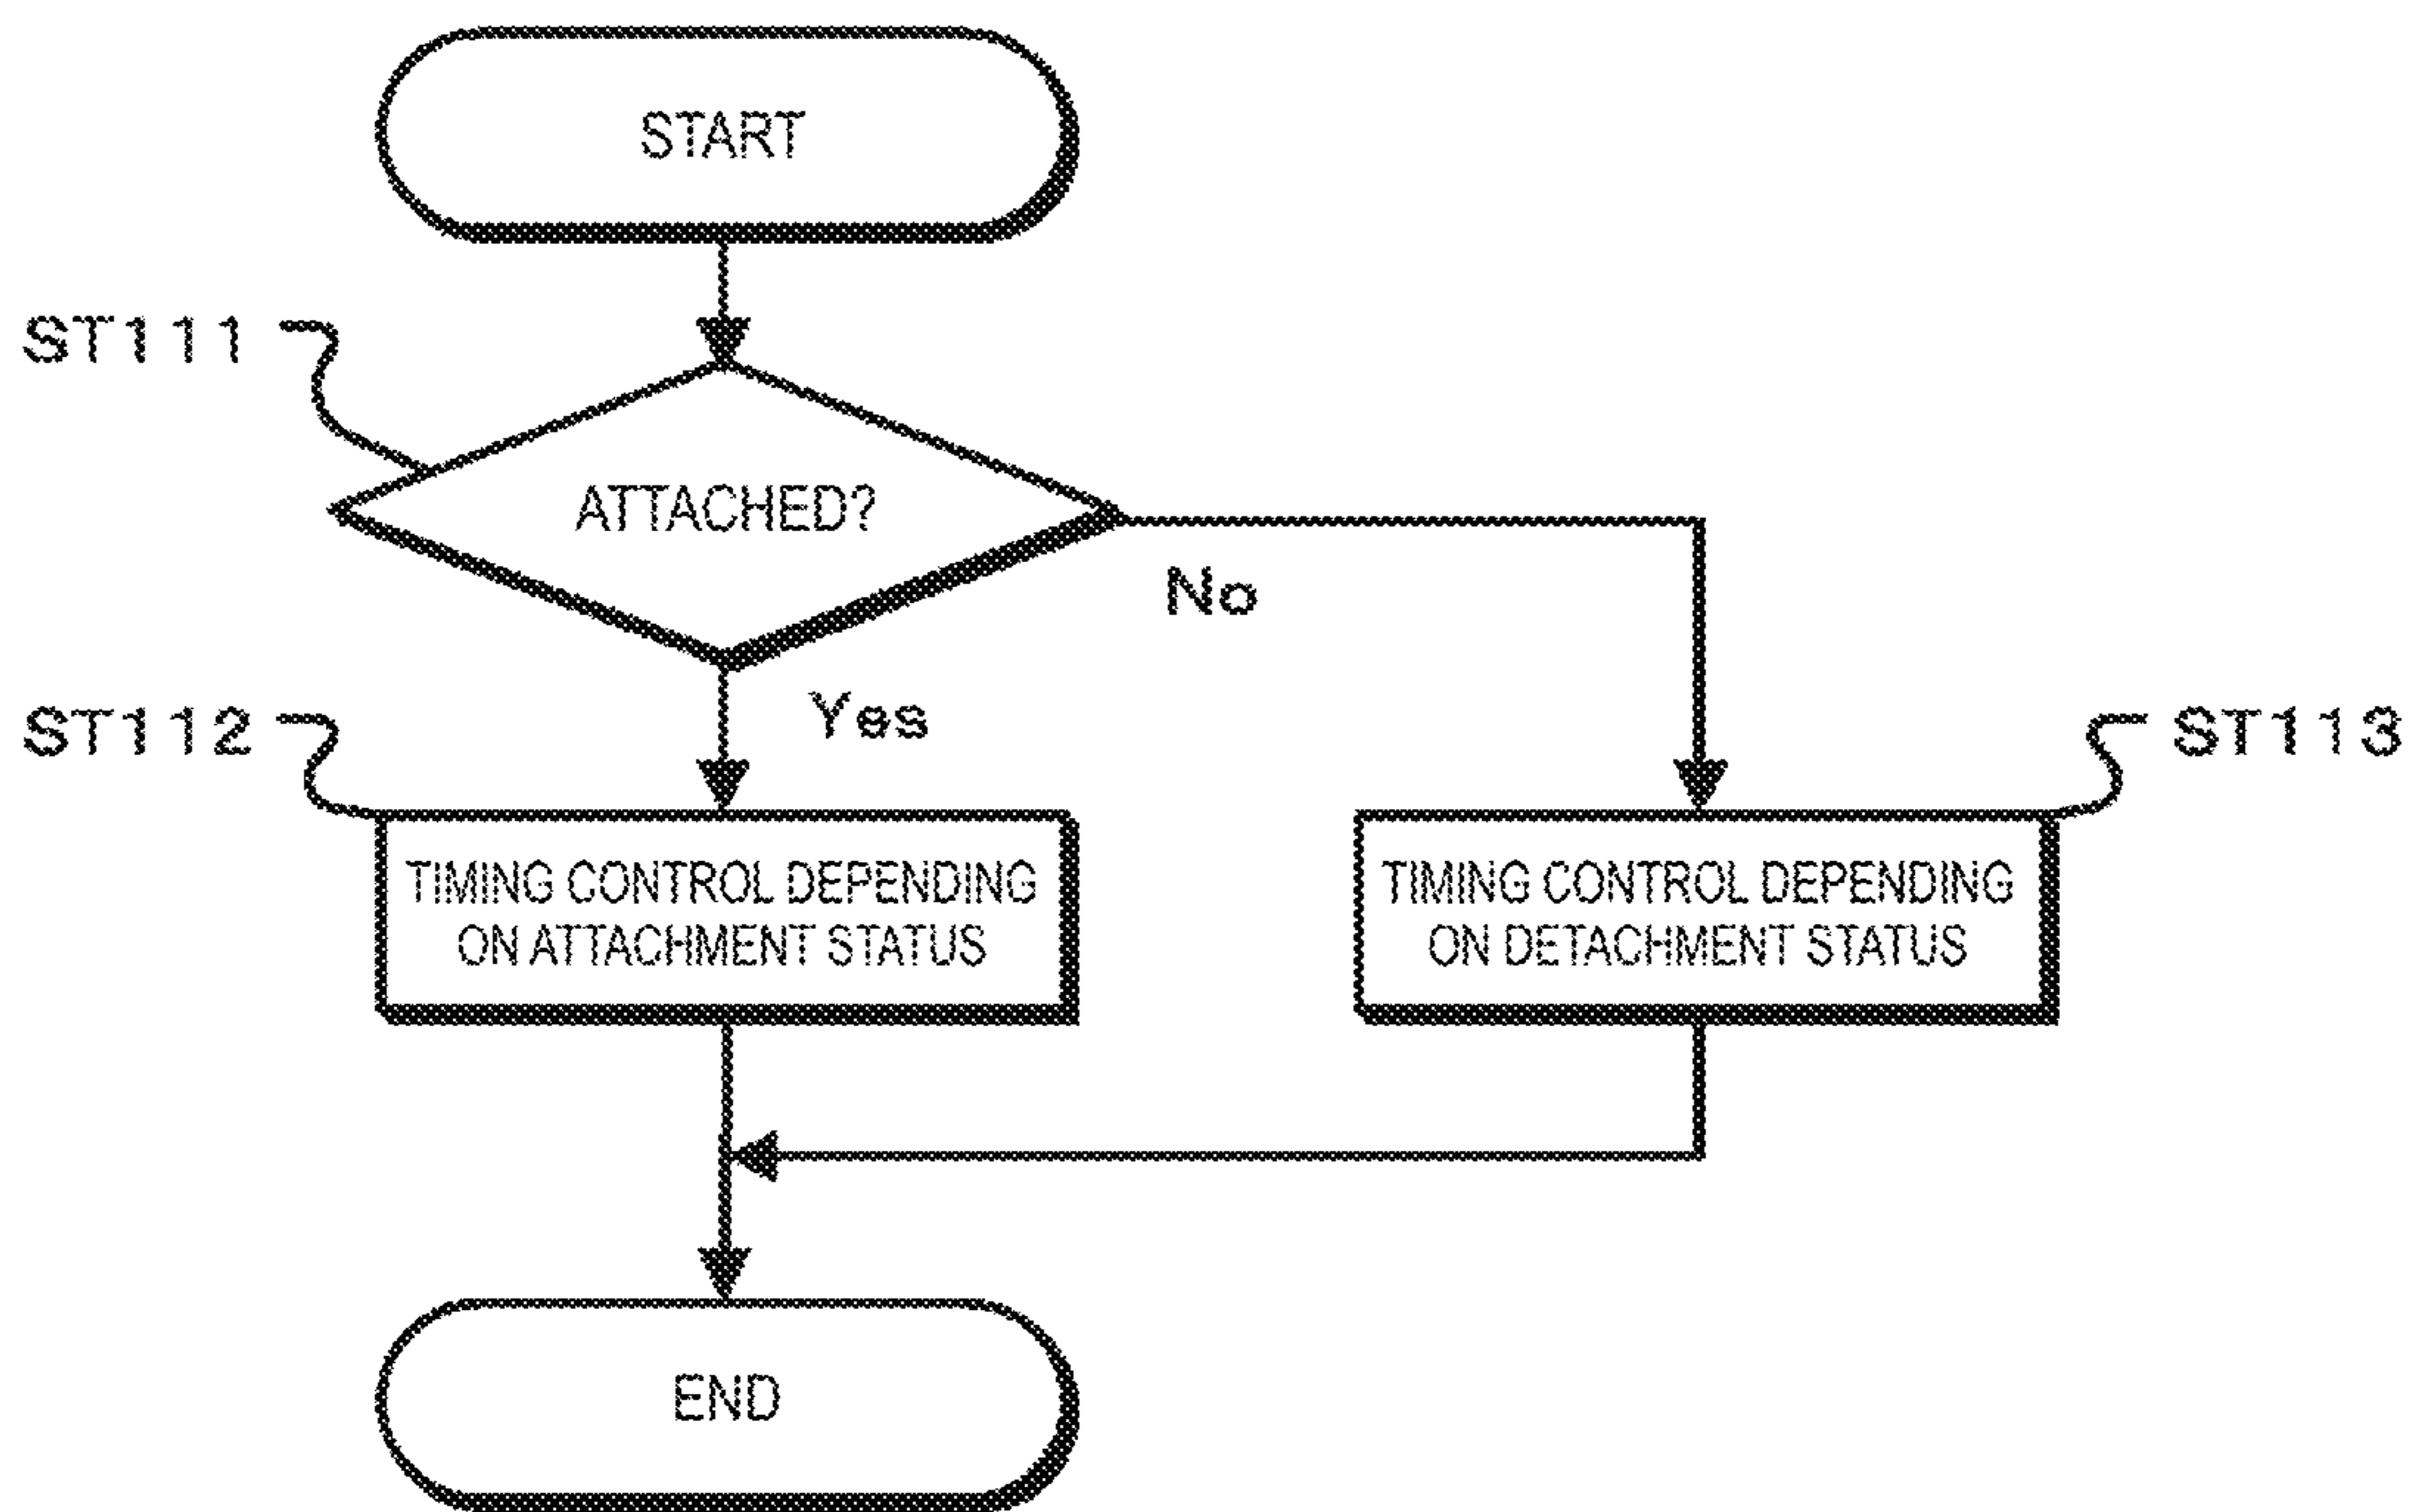 START
ST111
ATTACHED?
No
Yes
ST112
ST113
TIMING CONTROL DEPENDING
ON ATTACHMENT STATUS
TIMING CONTROL DEPENDING
ON DETACHMENT STATUS
END